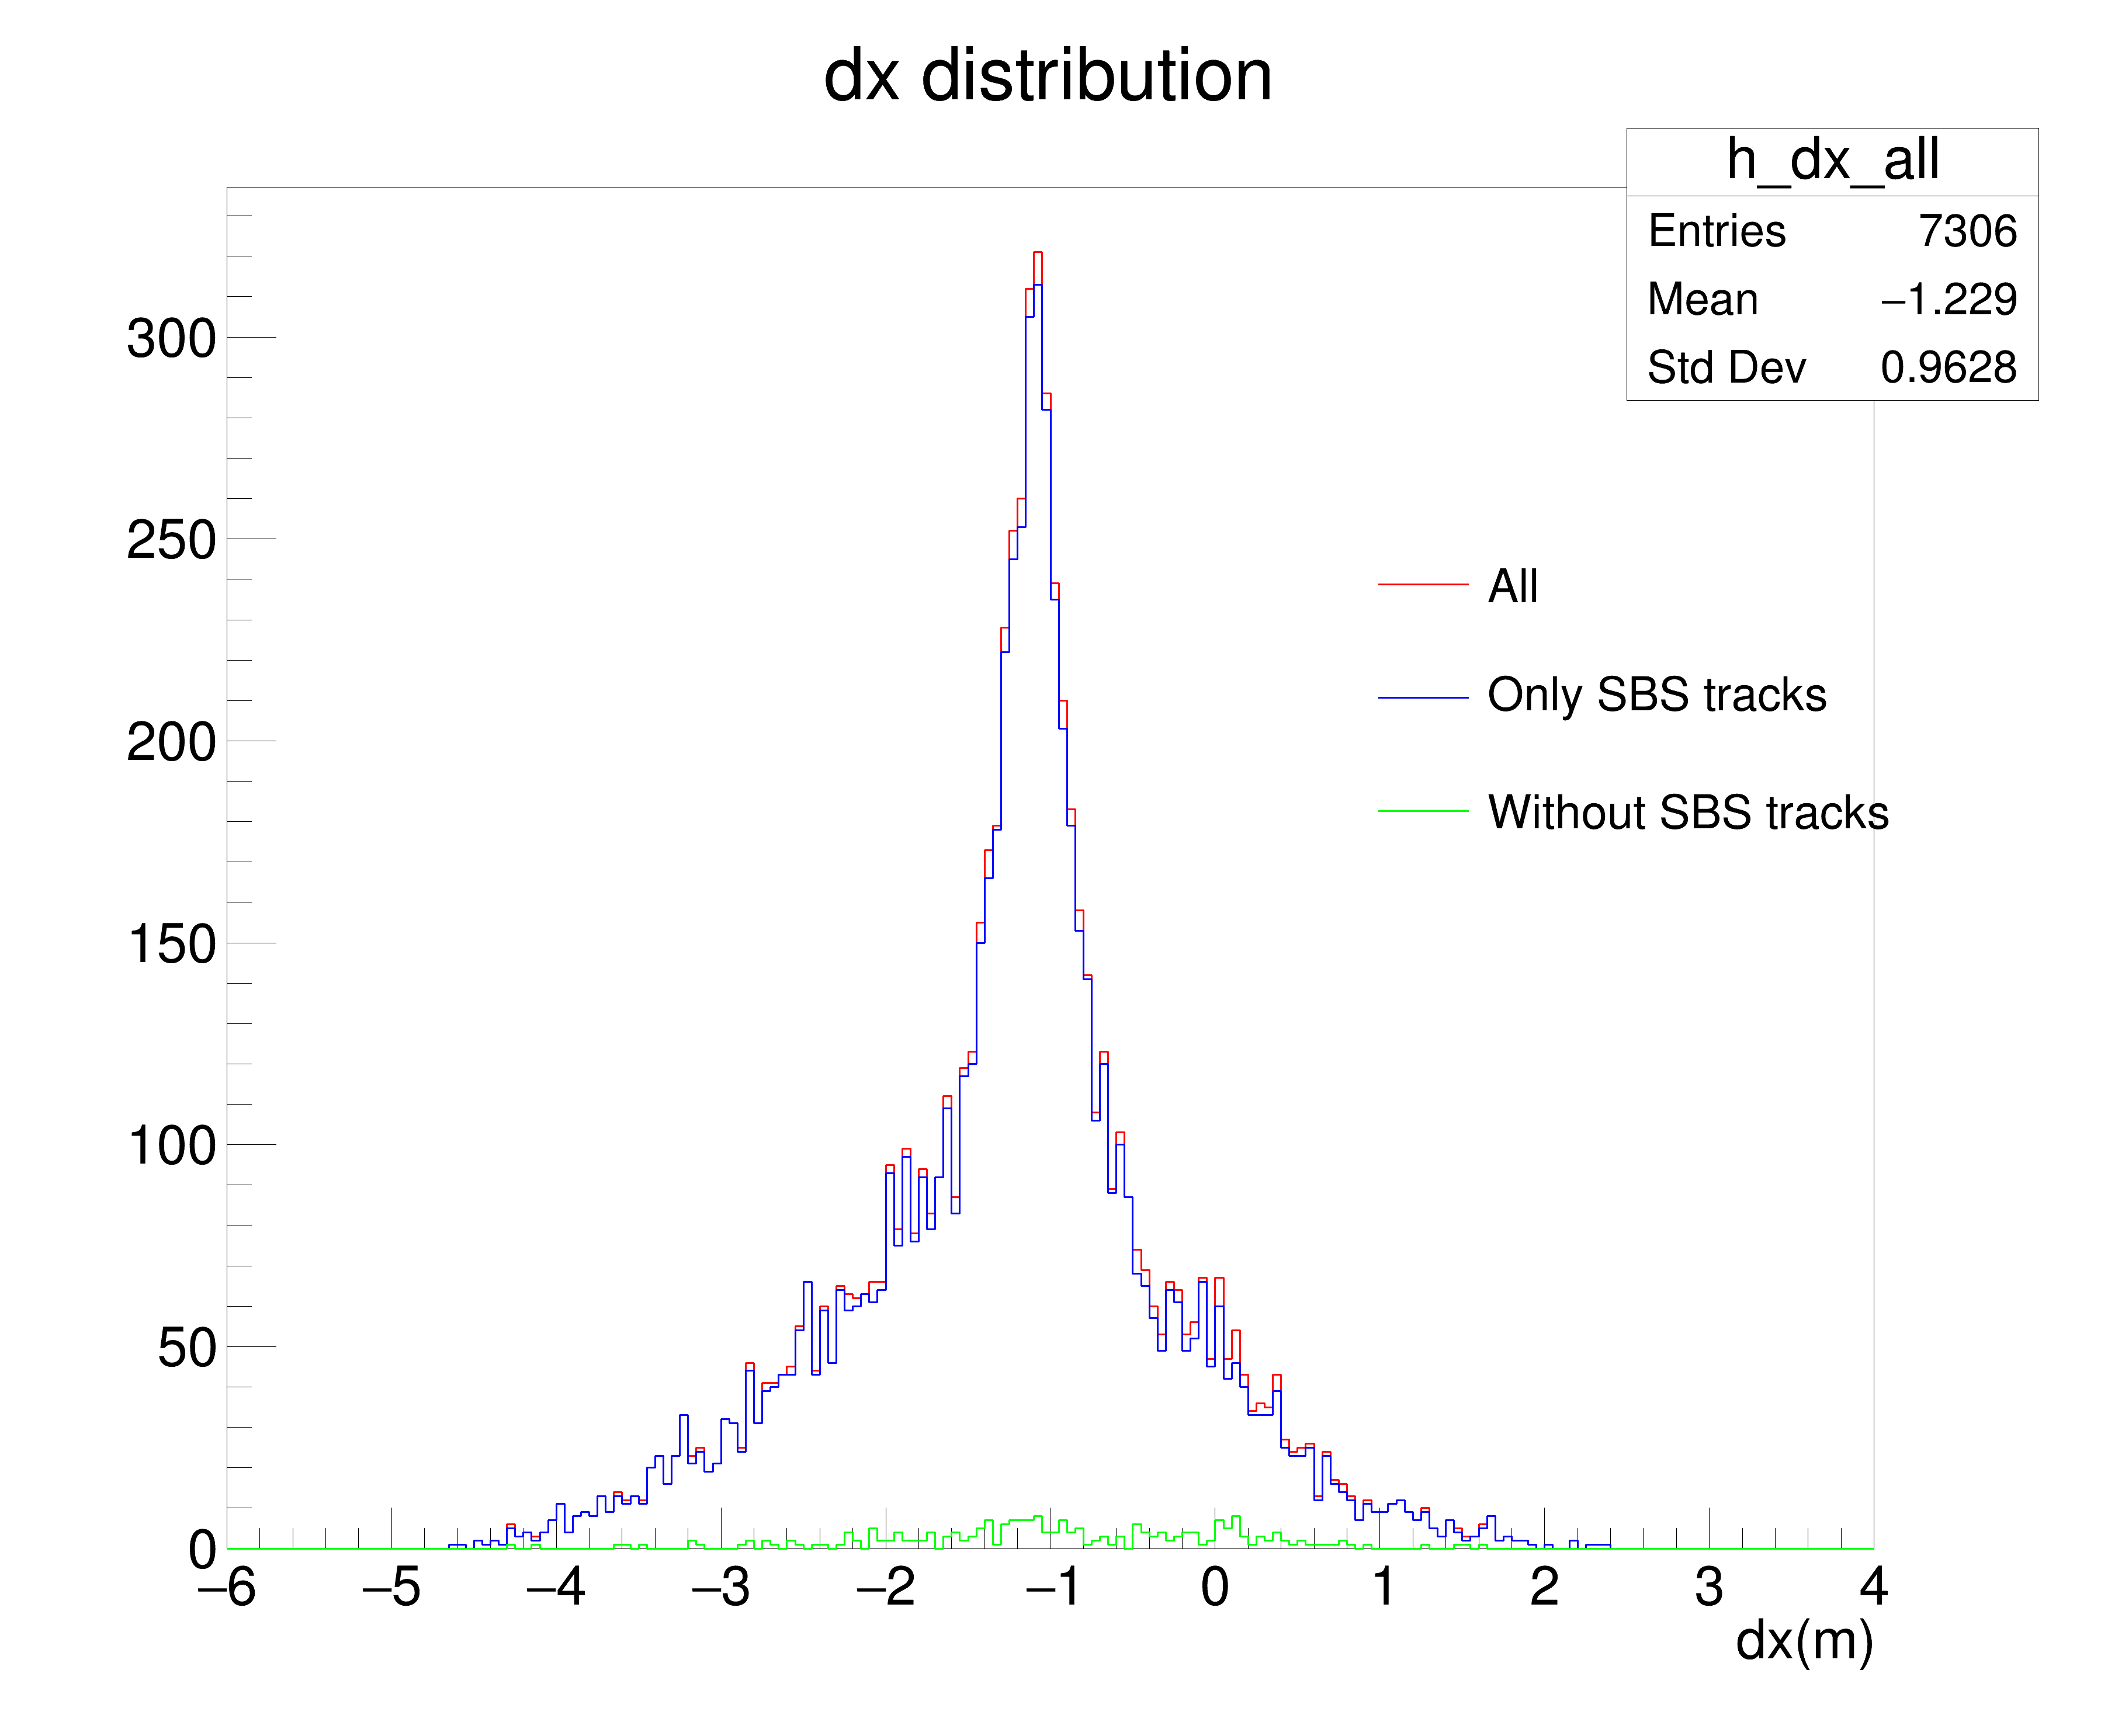 dx distribution
h_dx_all
Entries 7306
Mean −1.229
Std Dev 0.9628
All
Only SBS tracks
Without SBS tracks
300
250
200
150
100
50
0
−6 −5 −4 −3 −2 −1 0 1 2 3 4
dx(m)